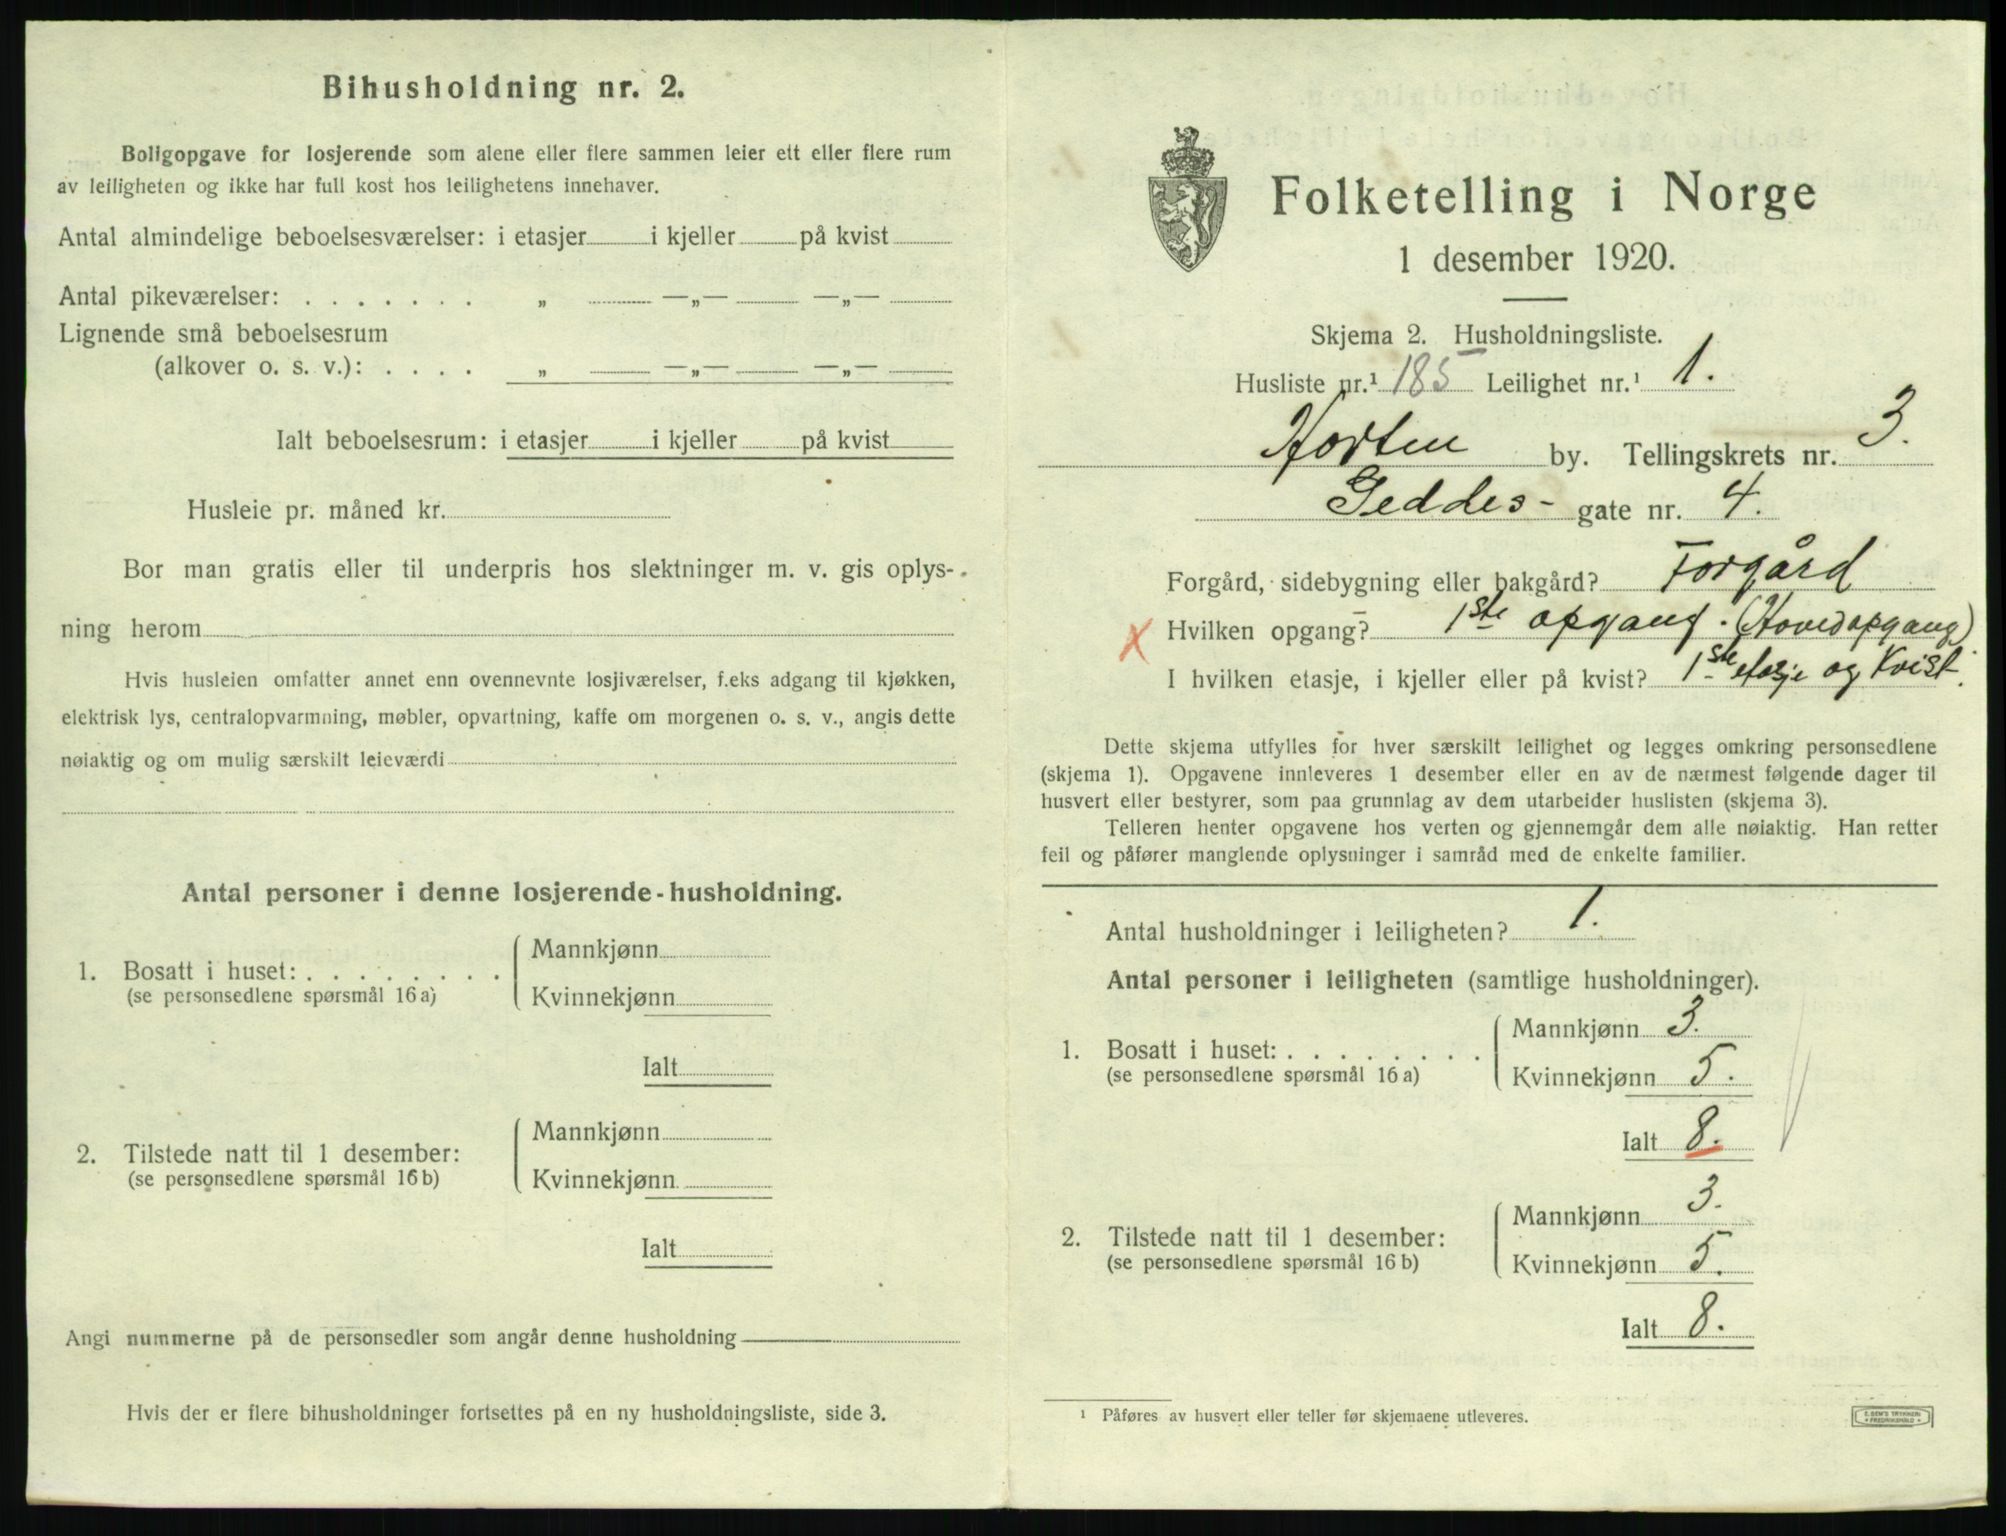 Bihusholdning nr. 2.
Boligopgave for losjerende som alene eller flere sammen leier ett eller flere rum
av leiligheten og ikke har full kost hos leilighetens innehaver.
Antal almindelige beboelsesværelser: i etasjer i kjeller på kvist
Antal pikeværelser: . . . . . . . „ —„— —„—
Lignende små beboelsesrum
(alkover o. s. v.): . . . . „ —„— —„—
Ialt beboelsesrum: i etasjer i kjeller på kvist
Husleie pr. måned kr.
Bor man gratis eller til underpris hos slektninger m. v. gis oplys-
ning herom
Hvis husleien omfatter annet enn ovennevnte losjiværelser, f.eks adgang til kjøkken,
elektrisk lys, centralopvarmning, møbler, opvartning, kaffe om morgenen o. s. v., angis dette
nøiaktig og om mulig særskilt leieværdi
Antal personer i denne losjerende-husholdning.
1. Bosatt i huset: . . . . . . . . Mannkjønn
(se personsedlene spørsmål 16 a) Kvinnekjønn
Ialt
2. Tilstede natt til 1 desember: Mannkjønn
(se personsedlene spørsmål 16 b) Kvinnekjønn
Ialt
Angi nummerne på de personsedler som angår denne husholdning
Hvis der er flere bihusholdninger fortsettes på en ny husholdningsliste, side 3.
Folketelling i Norge
1 desember 1920.
Skjema 2. Husholdningsliste.
Husliste nr.¹ 185 Leilighet nr.¹ 1.
Horten by. Tellingskrets nr. 3.
Geddes- gate nr. 4.
Forgård, sidebygning eller bakgård? Forgård
X Hvilken opgang? 1ste opgang. (Hovedopgang)
I hvilken etasje, i kjeller eller på kvist? 1ste etasje og Kvist.
Dette skjema utfylles for hver særskilt leilighet og legges omkring personsedlene
(skjema 1). Opgavene innleveres 1 desember eller en av de nærmest følgende dager til
husvert eller bestyrer, som paa grunnlag av dem utarbeider huslisten (skjema 3).
Telleren henter opgavene hos verten og gjennemgår dem alle nøiaktig. Han retter
feil og påfører manglende oplysninger i samråd med de enkelte familier.
Antal husholdninger i leiligheten? 1.
Antal personer i leiligheten (samtlige husholdninger).
1. Bosatt i huset: . . . . . . . . Mannkjønn 3.
(se personsedlene spørsmål 16 a) Kvinnekjønn 5.
Ialt 8.
2. Tilstede natt til 1 desember: Mannkjønn 3.
(se personsedlene spørsmål 16 b) Kvinnekjønn 5.
Ialt 8.
¹ Påføres av husvert eller teller før skjemaene utleveres.
E. SEM'S TRYKKERI
FREDRIKSHALD